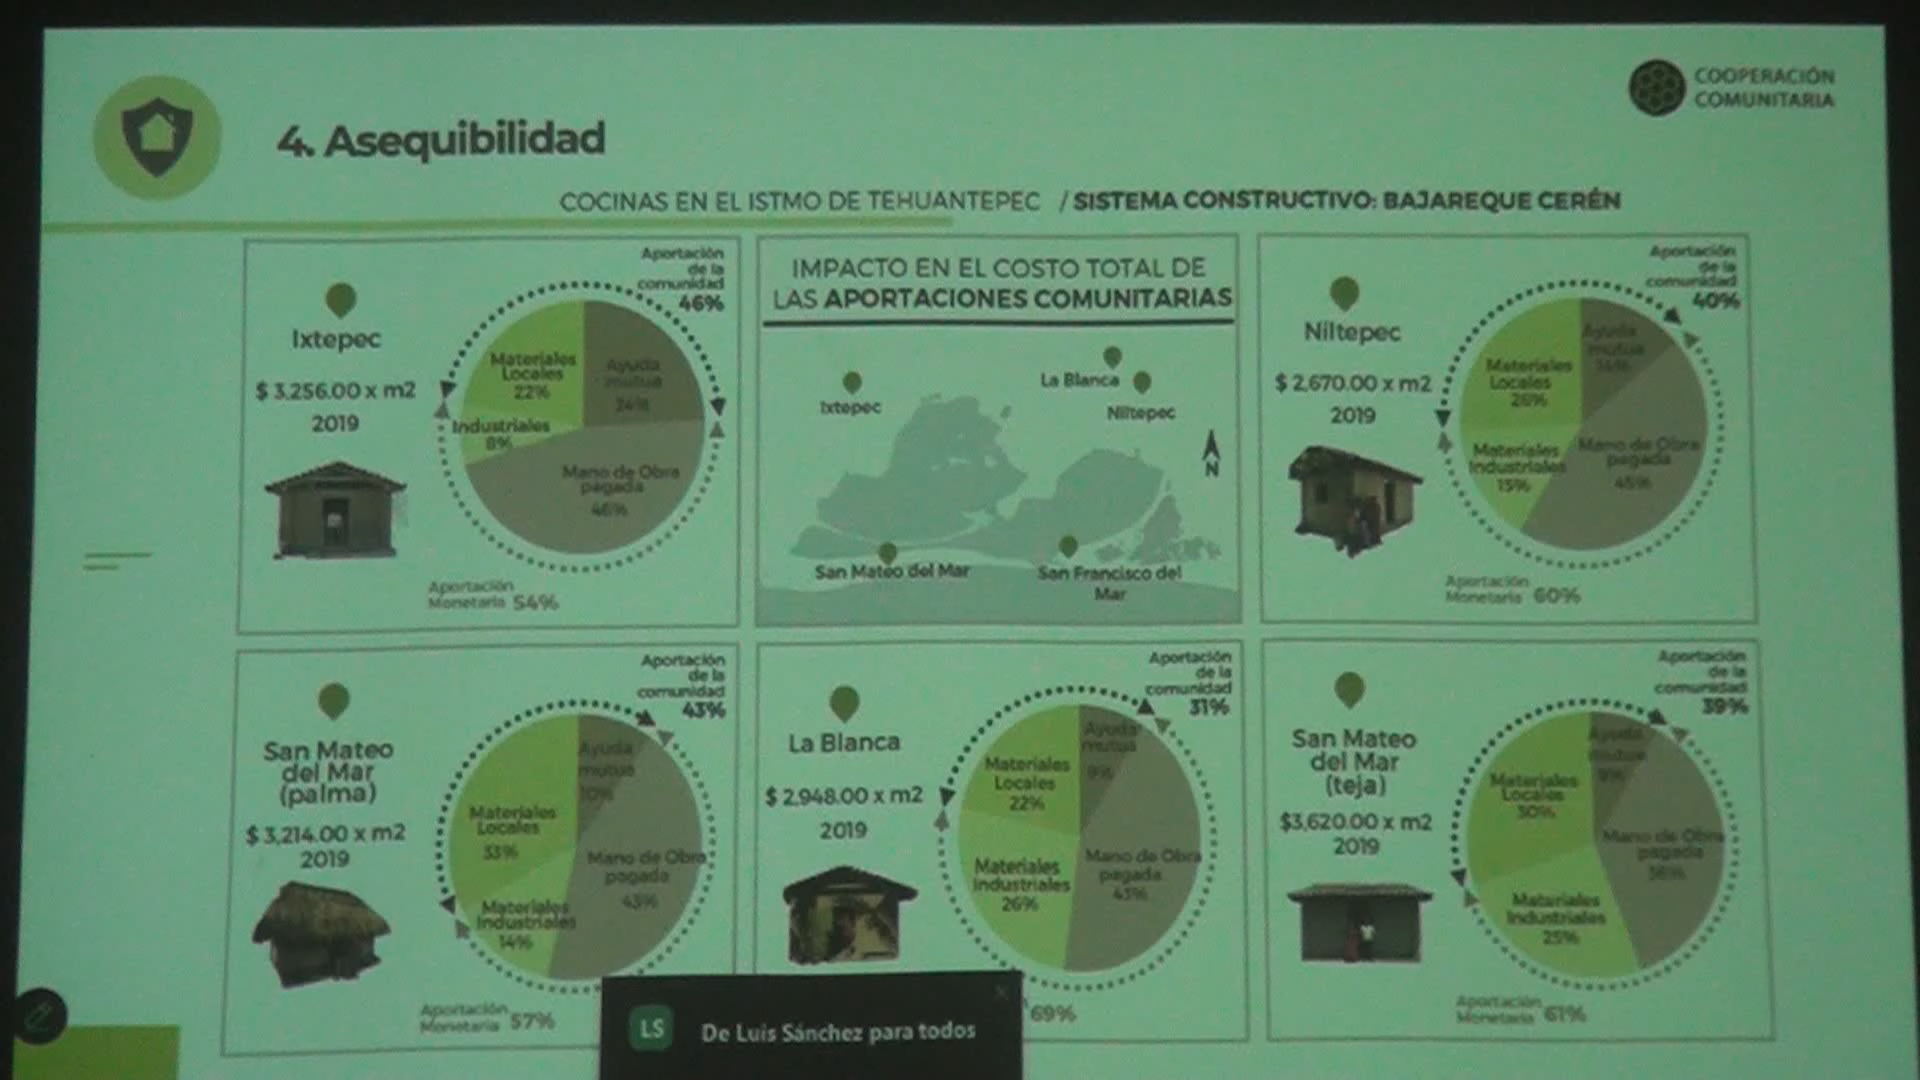 COOPERACIÓN
COMUNITARIA
4. Asequibilidad
COCINAS EN EL ISTMO DE TEHUANTEPEC / SISTEMA CONSTRUCTIVO: BAJAREQUE CERÉN
Ixtepec
$ 3,256.00 x m2
2019
Aportación
de la
comunidad
46%
Materiales
Locales
22%
Ayuda
mutua
24%
Industriales
8%
Mano de Obra
pagada
46%
Aportación
Monetaria 54%
IMPACTO EN EL COSTO TOTAL DE
LAS APORTACIONES COMUNITARIAS
Ixtepec
La Blanca
Niltepec
N
San Mateo del Mar
San Francisco del
Mar
Niltepec
$ 2,670.00 x m2
2019
Aportación
de la
comunidad
40%
Ayuda
mutua
14%
Materiales
Locales
26%
Mano de Obra
pagada
45%
Materiales
Industriales
15%
Aportación
Monetaria 60%
San Mateo
del Mar
(palma)
$ 3,214.00 x m2
2019
Aportación
de la
comunidad
43%
Ayuda
mutua
10%
Materiales
Locales
33%
Mano de Obra
pagada
43%
Materiales
Industriales
14%
Aportación
Monetaria 57%
La Blanca
$ 2,948.00 x m2
2019
Aportación
de la
comunidad
31%
Ayuda
mutua
9%
Materiales
Locales
22%
Mano de Obra
pagada
43%
Materiales
Industriales
26%
69%
San Mateo
del Mar
(teja)
$3,620.00 x m2
2019
Aportación
de la
comunidad
39%
Ayuda
mutua
9%
Materiales
Locales
30%
Mano de Obra
pagada
36%
Materiales
Industriales
25%
Aportación
Monetaria 61%
LS
De Luis Sánchez para todos